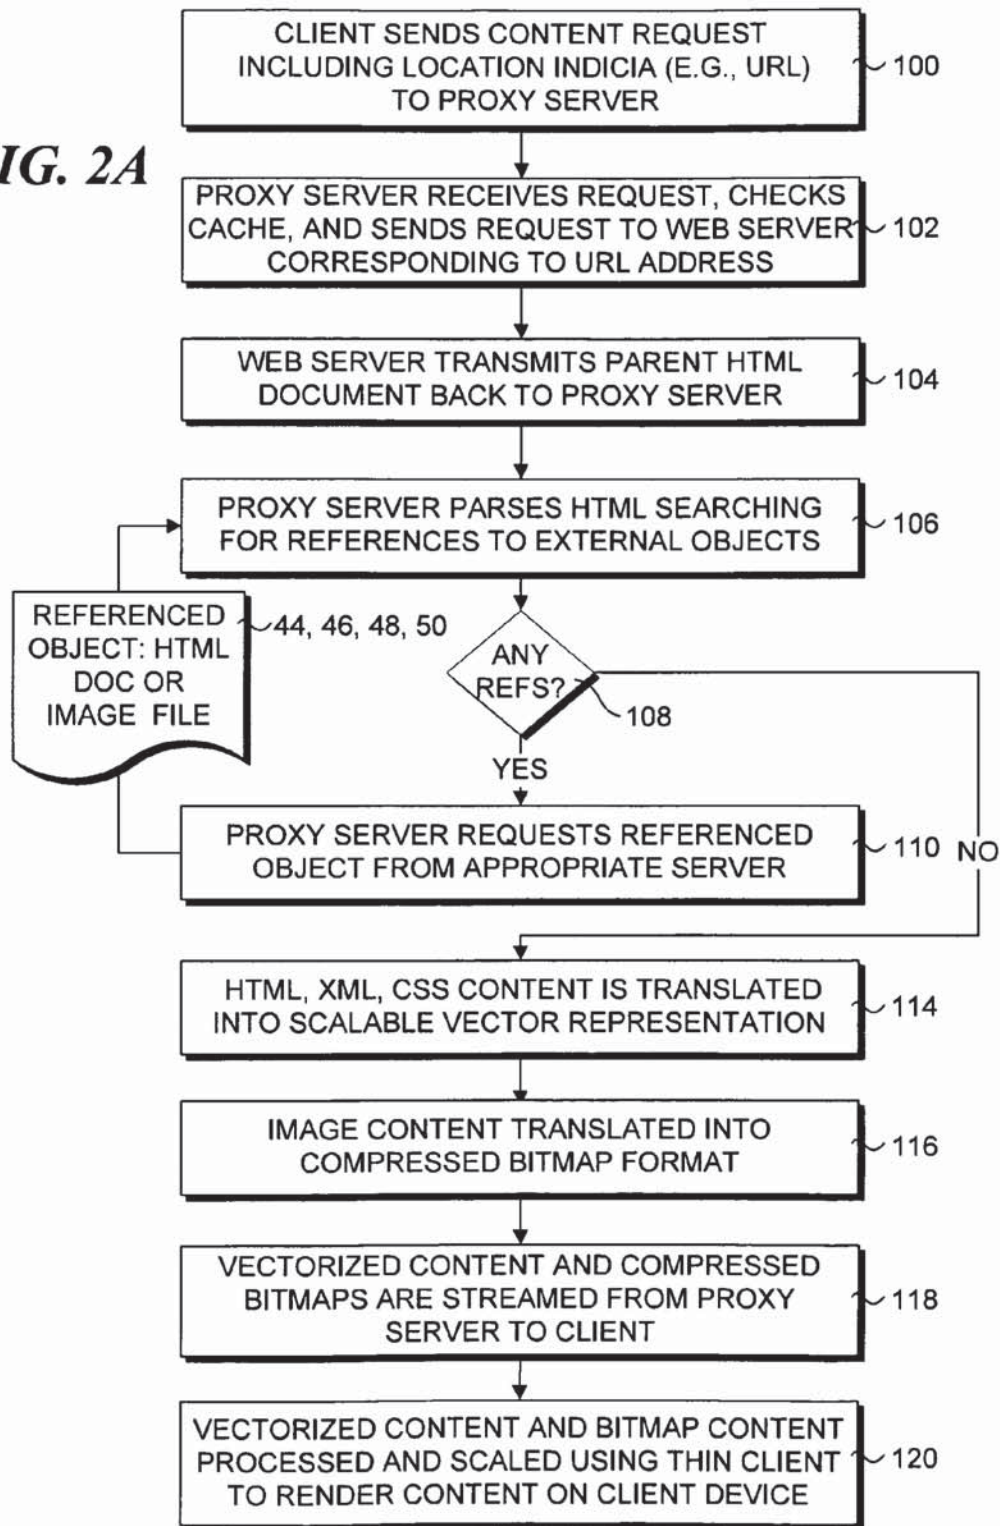 CLIENT SENDS CONTENT REQUEST
INCLUDING LOCATION INDICIA (E.G., URL)
TO PROXY SERVER
100
IG. 2A
PROXY SERVER RECEIVES REQUEST, CHECKS
CACHE, AND SENDS REQUEST TO WEB SERVER
CORRESPONDING TO URL ADDRESS
102
WEB SERVER TRANSMITS PARENT HTML
DOCUMENT BACK TO PROXY SERVER
104
PROXY SERVER PARSES HTML SEARCHING
FOR REFERENCES TO EXTERNAL OBJECTS
106
REFERENCED
OBJECT: HTML
DOC OR
IMAGE FILE
44, 46, 48, 50
ANY
REFS?
108
YES
PROXY SERVER REQUESTS REFERENCED
OBJECT FROM APPROPRIATE SERVER
110
NO
HTML, XML, CSS CONTENT IS TRANSLATED
INTO SCALABLE VECTOR REPRESENTATION
114
IMAGE CONTENT TRANSLATED INTO
COMPRESSED BITMAP FORMAT
116
VECTORIZED CONTENT AND COMPRESSED
BITMAPS ARE STREAMED FROM PROXY
SERVER TO CLIENT
118
VECTORIZED CONTENT AND BITMAP CONTENT
PROCESSED AND SCALED USING THIN CLIENT
TO RENDER CONTENT ON CLIENT DEVICE
120